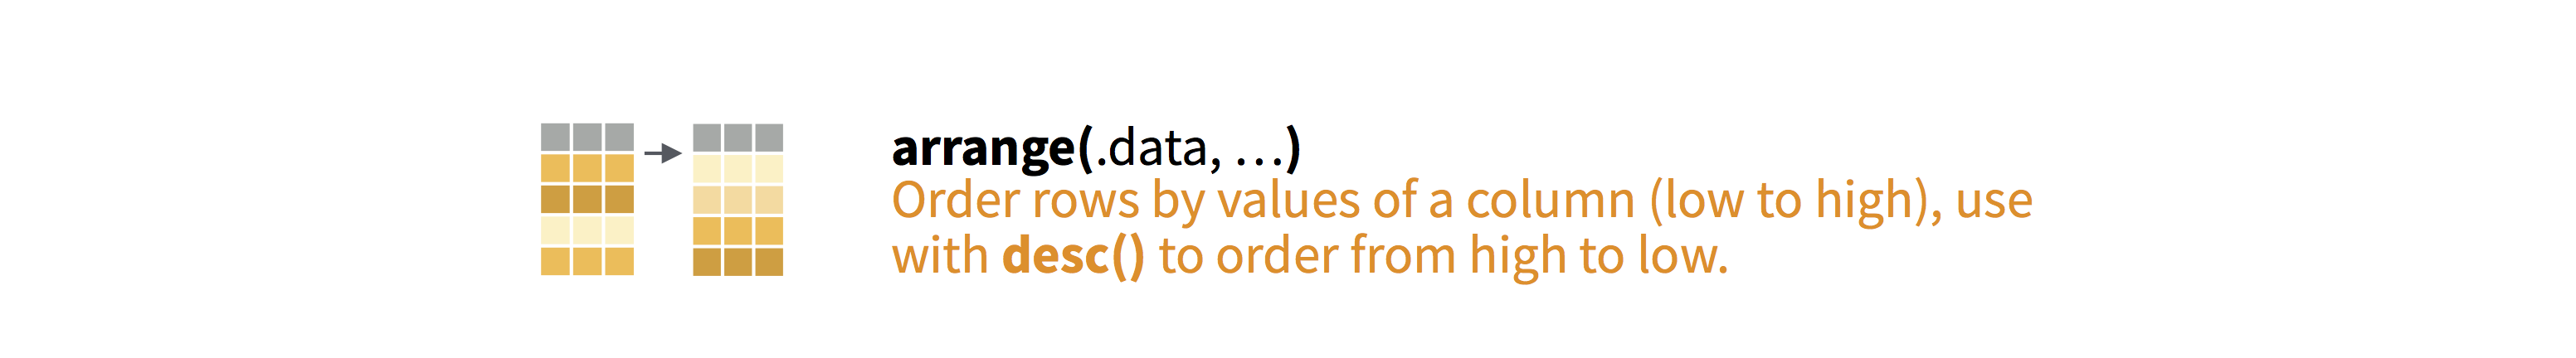 arrange(.data, …)
Order rows by values of a column (low to high), use
with desc() to order from high to low.